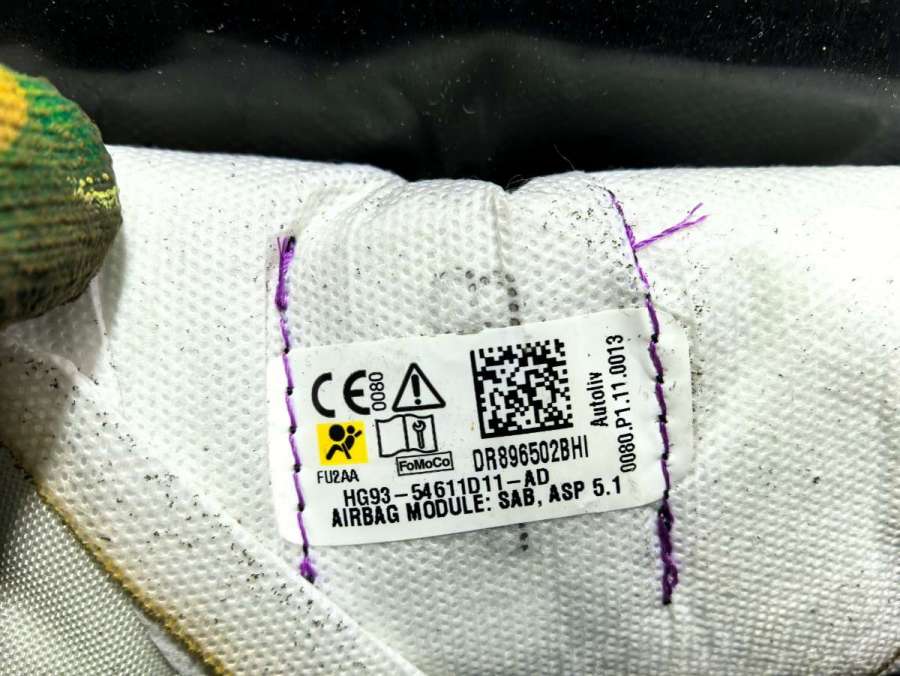 CE 0080
FU2AA
FoMoCo
DR896502BHI
Autoliv
0080.P1.11.0013
HG93-54611D11-AD
AIRBAG MODULE: SAB, ASP 5.1